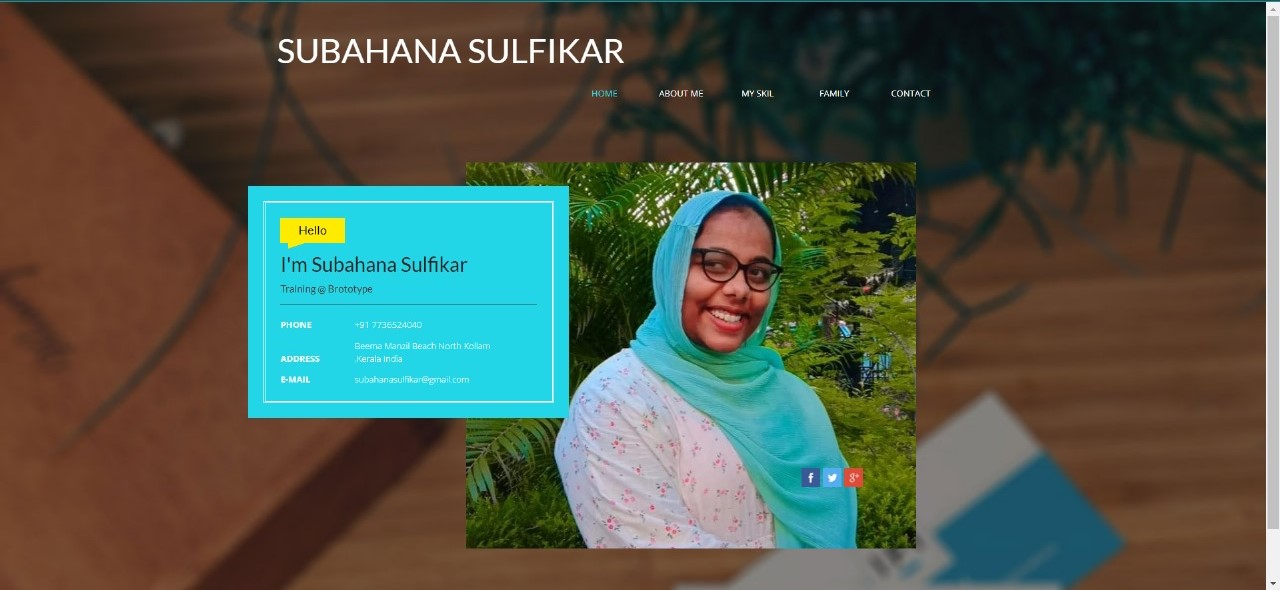 SUBAHANA SULFIKAR
HOME ABOUT ME MY SKIL FAMILY CONTACT
Hello
I'm Subahana Sulfikar
Training @ Brototype
PHONE +91 7736524040
Beema Manzil Beach North Kollam
ADDRESS ,Kerala India
E-MAIL subahanasulfikar@gmail.com